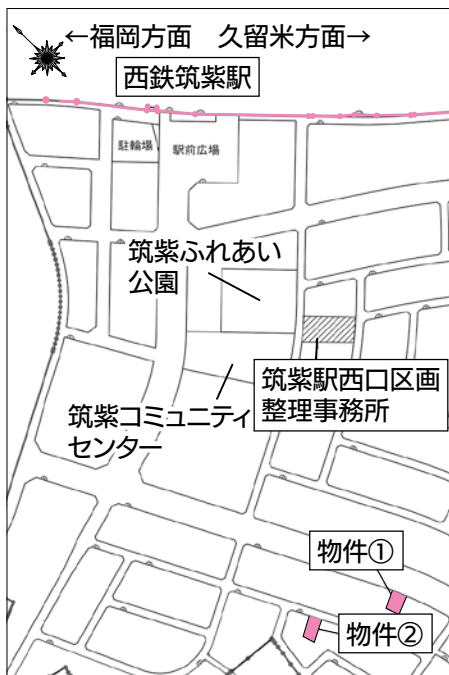 ←福岡方面　久留米方面→
西鉄筑紫駅
駐輪場
駅前広場
筑紫ふれあい
公園
筑紫駅西口区画
整理事務所
筑紫コミュニティ
センター
物件①
物件②